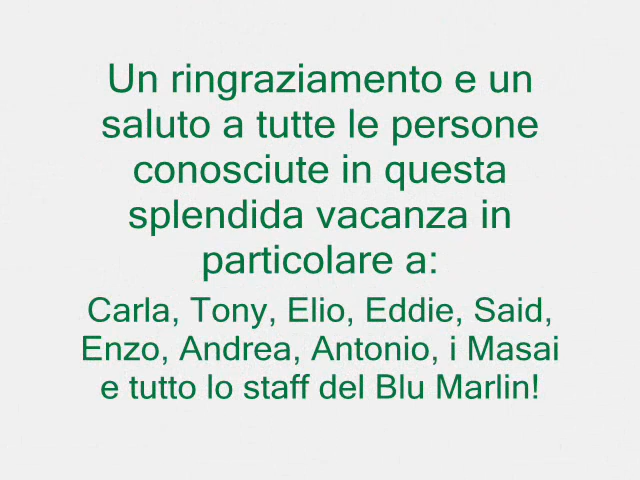 Un ringraziamento e un
saluto a tutte le persone
conosciute in questa
splendida vacanza in
particolare a:
Carla, Tony, Elio, Eddie, Said,
Enzo, Andrea, Antonio, i Masai
e tutto lo staff del Blu Marlin!